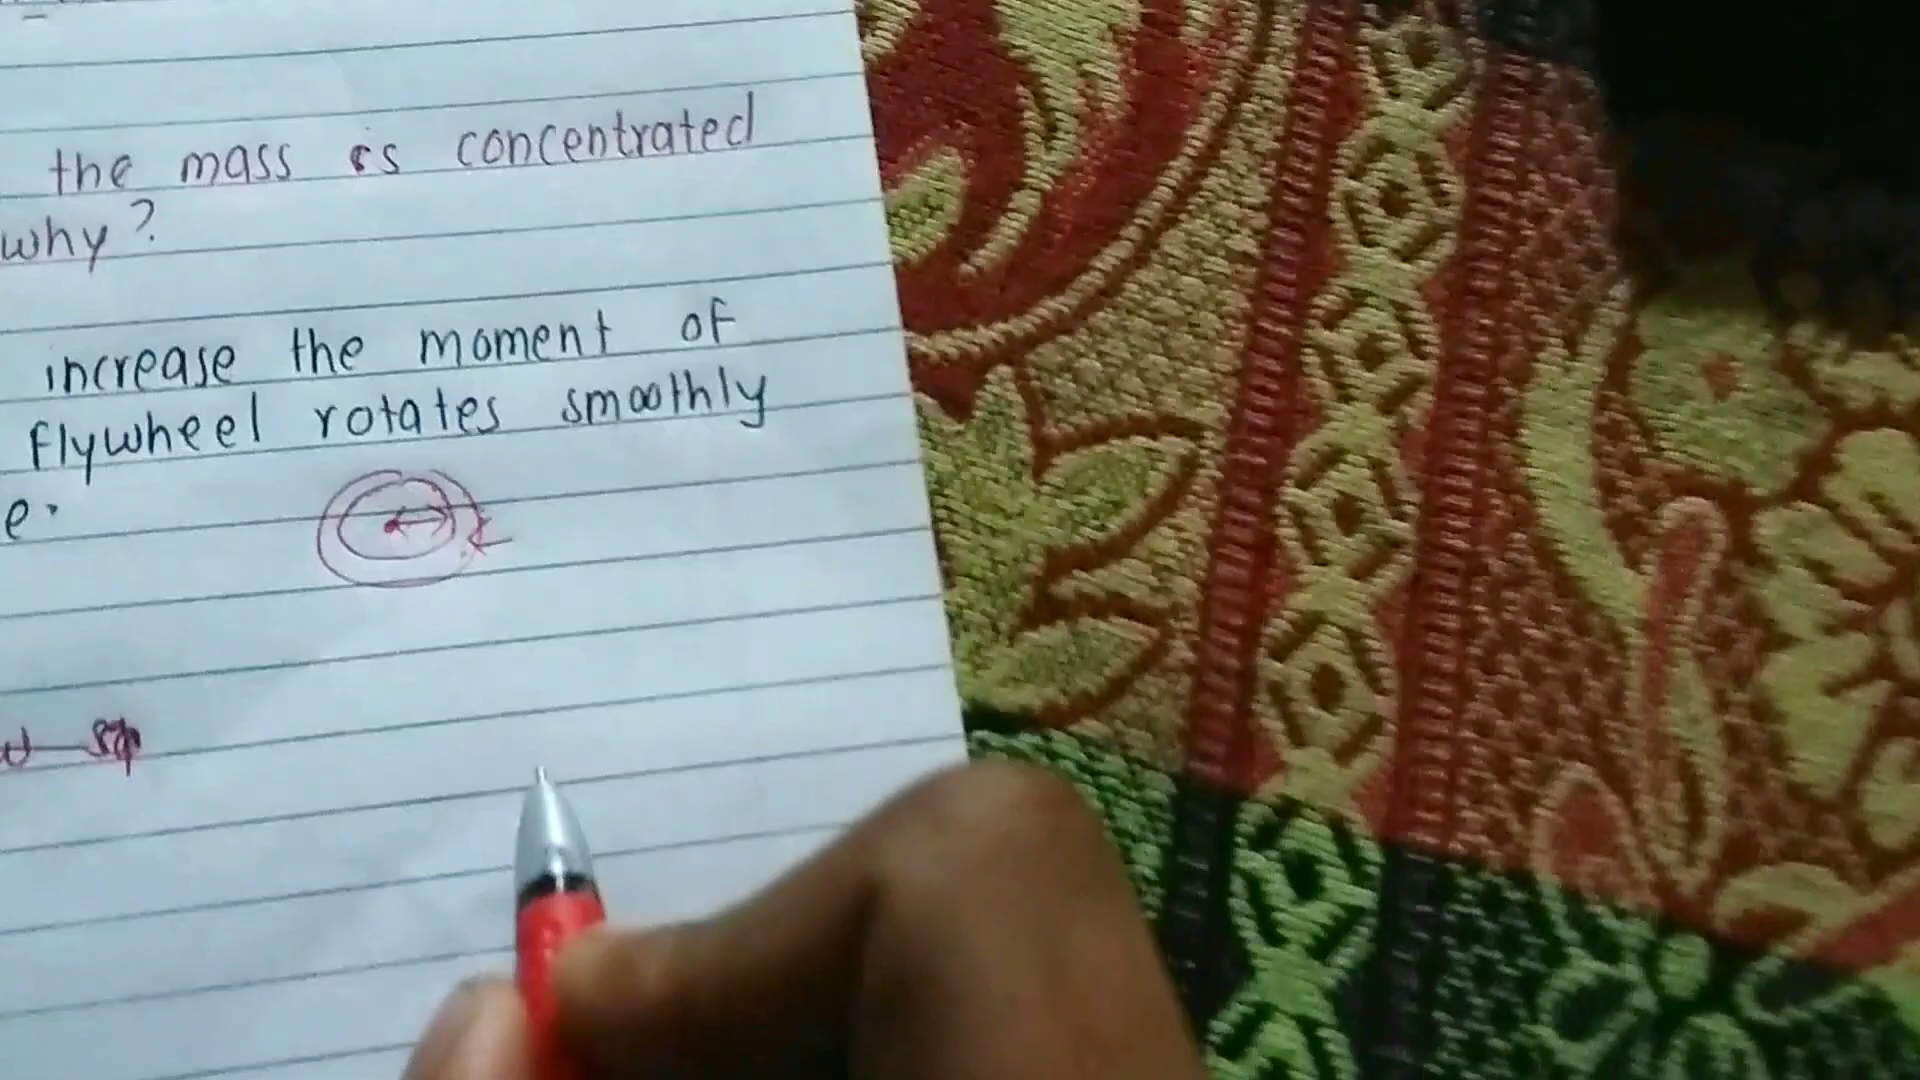 the mass is concentrated
why?
increase the moment of
flywheel rotates smoothly
e.